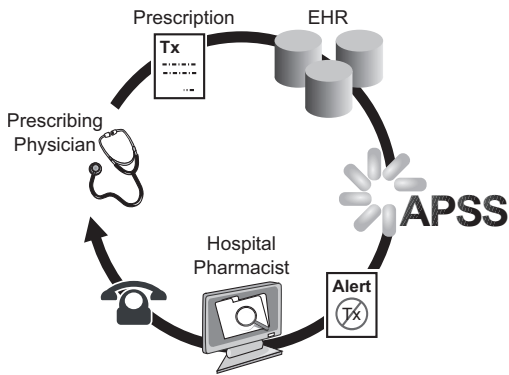 Prescription
EHR
Tx
Prescribing
Physician
APSS
Hospital
Pharmacist
Alert
Tx